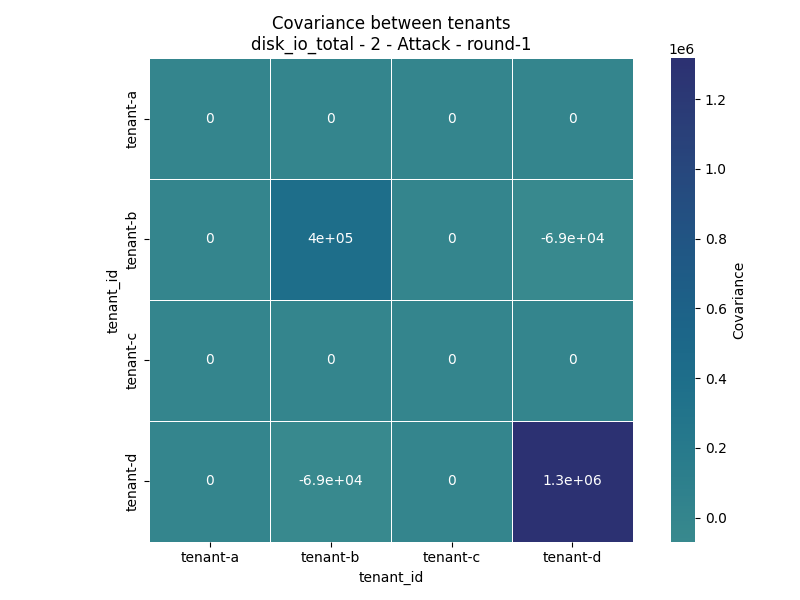 Covariance between tenants
disk_io_total - 2 - Attack - round-1
1e6
tenant-a
0 0 0 0
1.2
1.0
tenant-b
0 4e+05 0 -6.9e+04
0.8
tenant_id
Covariance
0.6
tenant-c
0 0 0 0
0.4
0.2
tenant-d
0 -6.9e+04 0 1.3e+06
0.0
tenant-a tenant-b tenant-c tenant-d
tenant_id